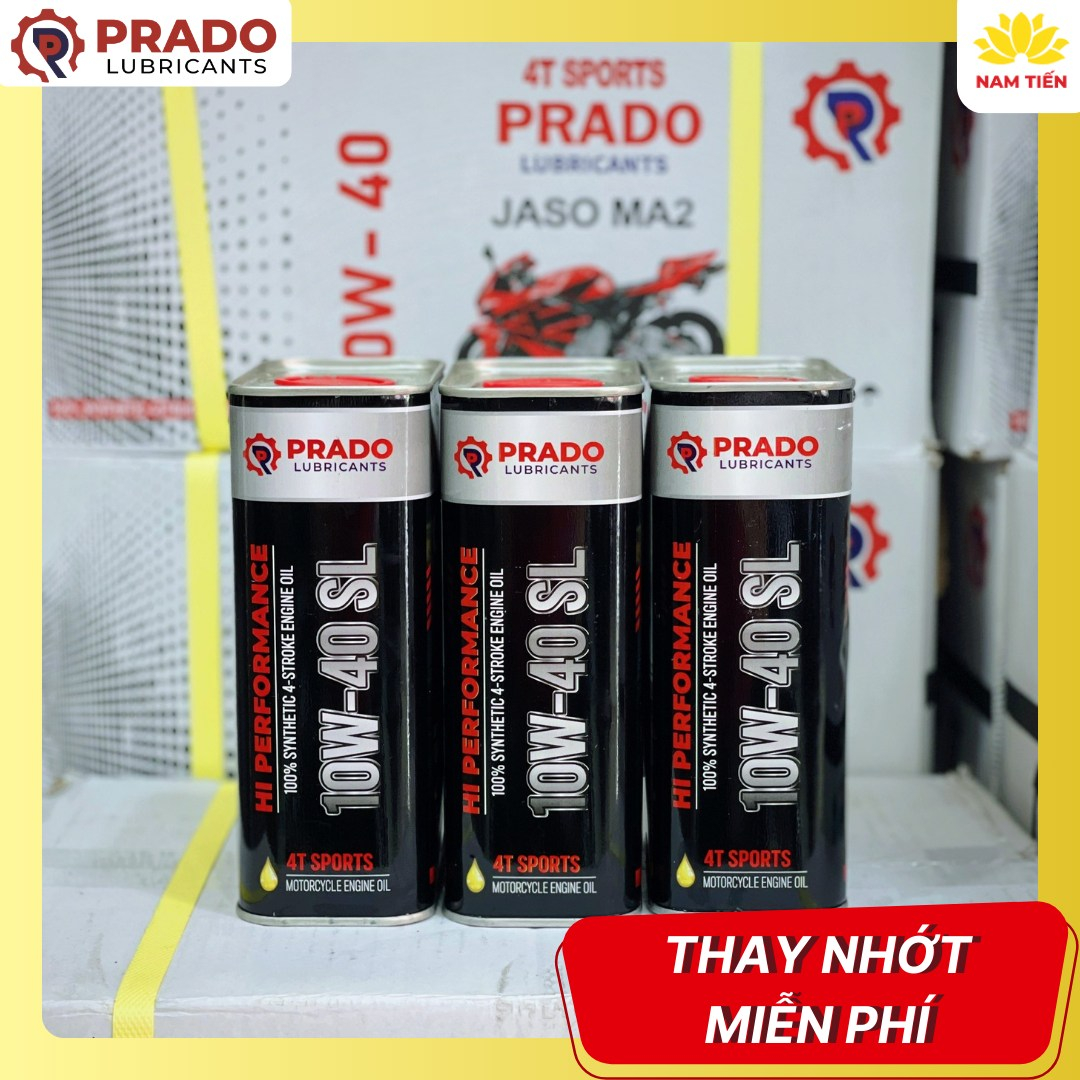 PRADO
LUBRICANTS
NAM TIẾN
4T SPORTS
PRADO
LUBRICANTS
JASO MA2
0W- 40
PRADO
LUBRICANTS
HI PERFORMANCE
100% SYNTHETIC 4-STROKE ENGINE OIL
10W-40 SL
4T SPORTS
MOTORCYCLE ENGINE OIL
PRADO
LUBRICANTS
HI PERFORMANCE
100% SYNTHETIC 4-STROKE ENGINE OIL
10W-40 SL
4T SPORTS
MOTORCYCLE ENGINE OIL
PRADO
LUBRICANTS
HI PERFORMANCE
100% SYNTHETIC 4-STROKE ENGINE OIL
10W-40 SL
4T SPORTS
MOTORCYCLE ENGINE OIL
THAY NHỚT
MIỄN PHÍ